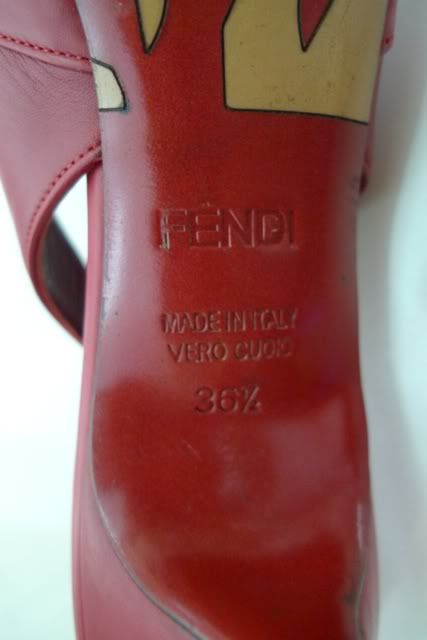 FENDI
MADE IN ITALY
VERO CUOIO
36½